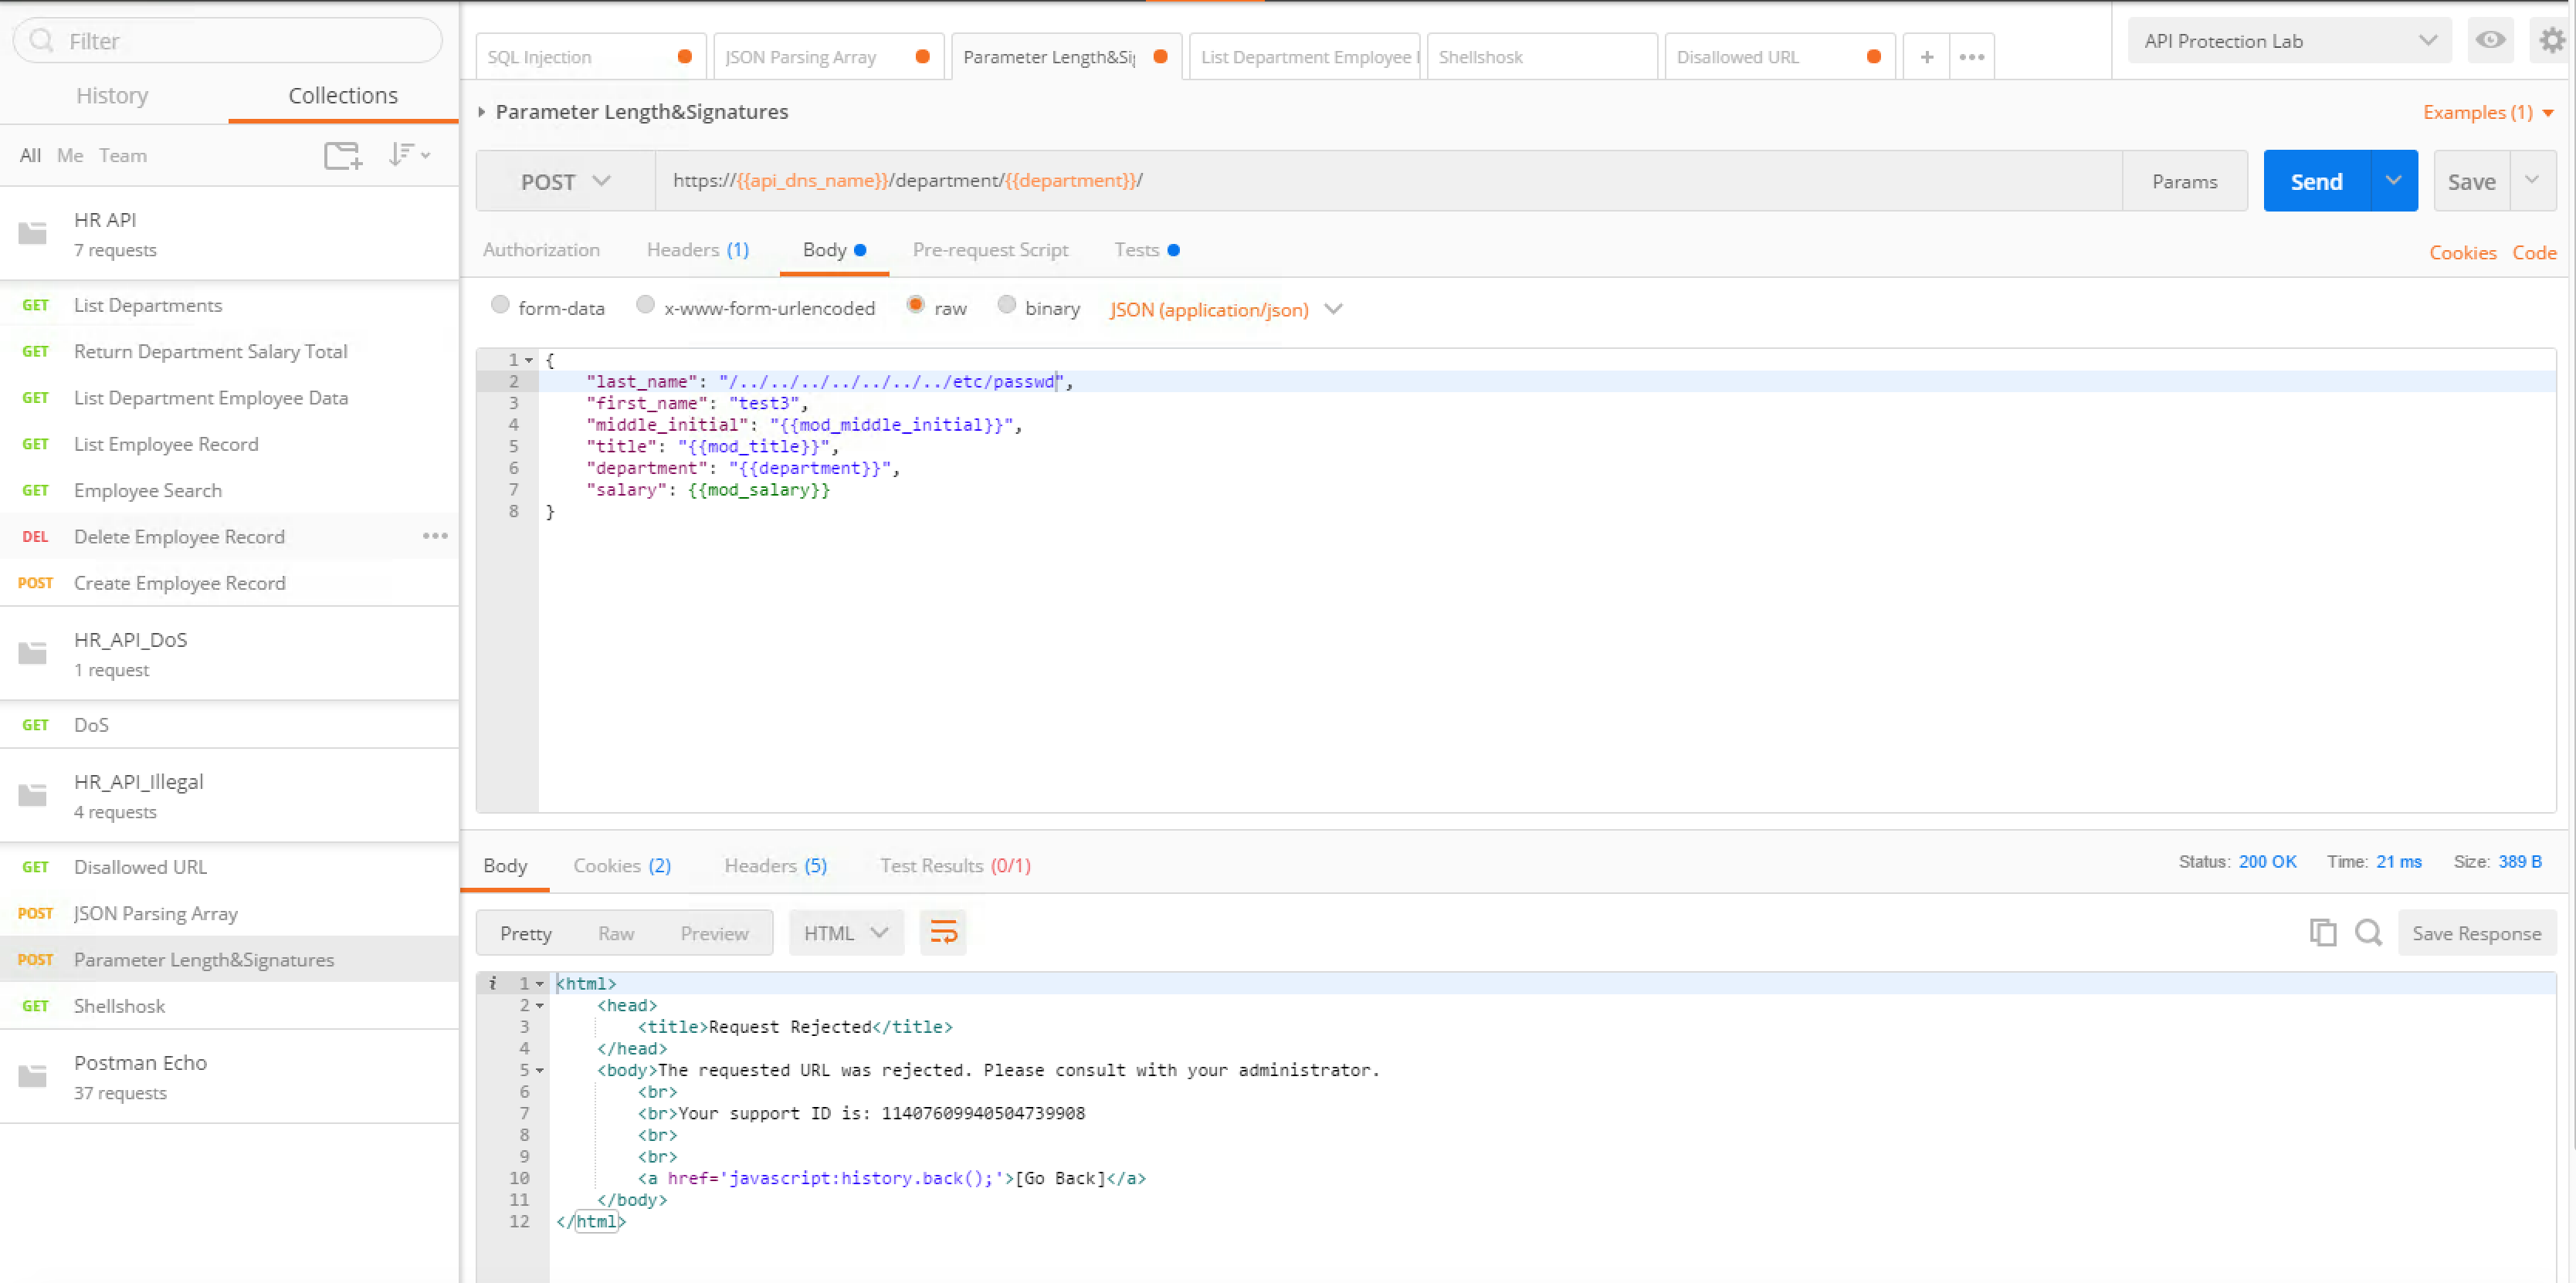 Filter
History
Collections
All Me Team
HR API
7 requests
GET List Departments
GET Return Department Salary Total
GET List Department Employee Data
GET List Employee Record
GET Employee Search
DEL Delete Employee Record
POST Create Employee Record
HR_API_DoS
1 request
GET DoS
HR_API_Illegal
4 requests
GET Disallowed URL
POST JSON Parsing Array
POST Parameter Length&Signatures
GET Shellshosk
Postman Echo
37 requests
SQL Injection
JSON Parsing Array
Parameter Length&Si
List Department Employee
Shellshosk
Disallowed URL
+
API Protection Lab
Parameter Length&Signatures
Examples (1)
POST
https://{{api_dns_name}}/department/{{department}}/
Params
Send
Save
Authorization
Headers (1)
Body
Pre-request Script
Tests
Cookies Code
form-data
x-www-form-urlencoded
raw
binary
JSON (application/json)
1 {
2 "last_name": "/../../../../../../../etc/passwd",
3 "first_name": "test3",
4 "middle_initial": "{{mod_middle_initial}}",
5 "title": "{{mod_title}}",
6 "department": "{{department}}",
7 "salary": {{mod_salary}}
8 }
Body
Cookies (2)
Headers (5)
Test Results (0/1)
Status: 200 OK
Time: 21 ms
Size: 389 B
Pretty
Raw
Preview
HTML
Save Response
i 1 <html>
2 <head>
3 <title>Request Rejected</title>
4 </head>
5 <body>The requested URL was rejected. Please consult with your administrator.
6 <br>
7 <br>Your support ID is: 11407609940504739908
8 <br>
9 <br>
10 <a href='javascript:history.back();'>[Go Back]</a>
11 </body>
12 </html>